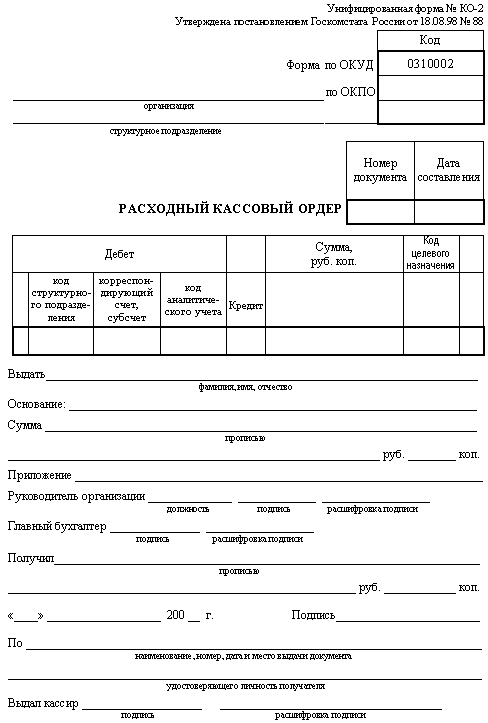 Унифицированная форма № КО-2
Утверждена постановлением Госкомстата России от 18.08.98 № 88
Код
Форма по ОКУД 0310002
по ОКПО
организация
структурное подразделение
Номер документа Дата составления
РАСХОДНЫЙ КАССОВЫЙ ОРДЕР
Дебет Сумма, руб. коп. Код целевого назначения
код структурно-го подразде-ления корреспон-дирующий счет, субсчет код аналитиче-ского учета Кредит
Выдать
фамилия, имя, отчество
Основание:
Сумма
прописью
руб. коп.
Приложение
Руководитель организации
должность подпись расшифровка подписи
Главный бухгалтер
подпись расшифровка подписи
Получил
прописью
руб. коп.
« » 200 г. Подпись
По
наименование, номер, дата и место выдачи документа
удостоверяющего личность получателя
Выдал кассир
подпись расшифровка подписи